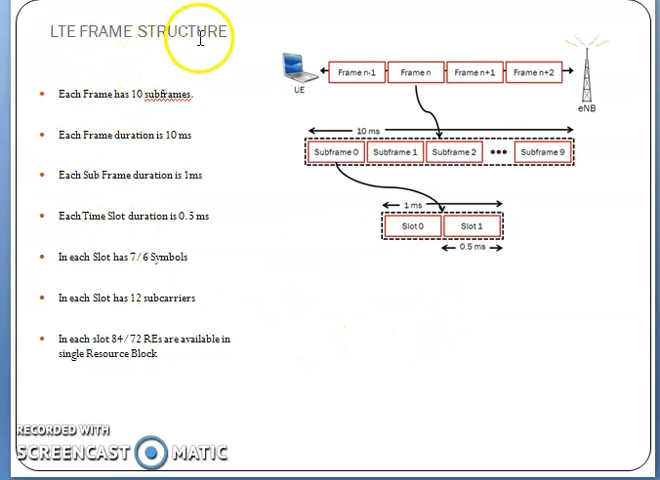 LTE FRAME STRUCTURE
Each Frame has 10 subframes.
Each Frame duration is 10 ms
Each Sub Frame duration is 1ms
Each Time Slot duration is 0.5 ms
In each Slot has 7/6 Symbols
In each Slot has 12 subcarriers
In each slot 84/72 REs are available in
single Resource Block
Frame n-1 Frame n Frame n+1 Frame n+2
UE
eNB
10 ms
Subframe 0 Subframe 1 Subframe 2 ••• Subframe 9
1 ms
Slot 0 Slot 1
0.5 ms
RECORDED WITH
SCREENCAST MATIC